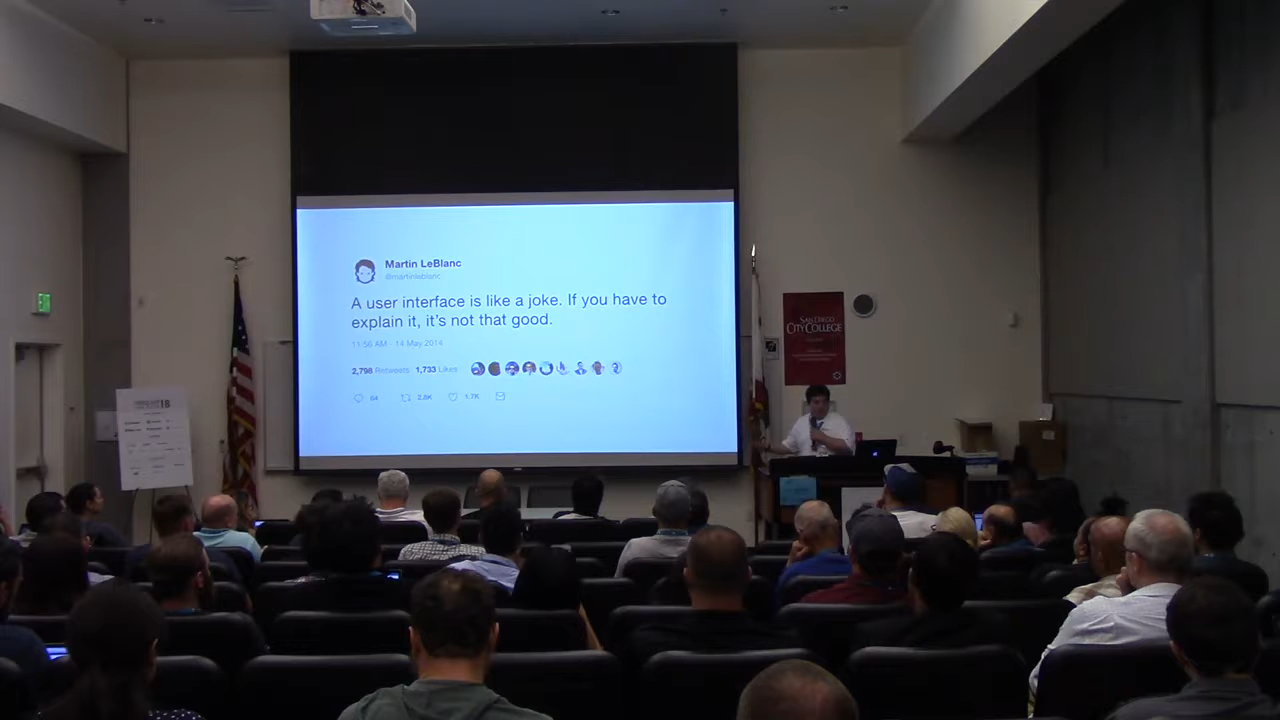 Martin LeBlanc
@martinleblanc
A user interface is like a joke. If you have to
explain it, it's not that good.
11:56 AM - 14 May 2014
2,798 Retweets 1,733 Likes
64 2.8K 1.7K
SAN DIEGO
CITY COLLEGE
18